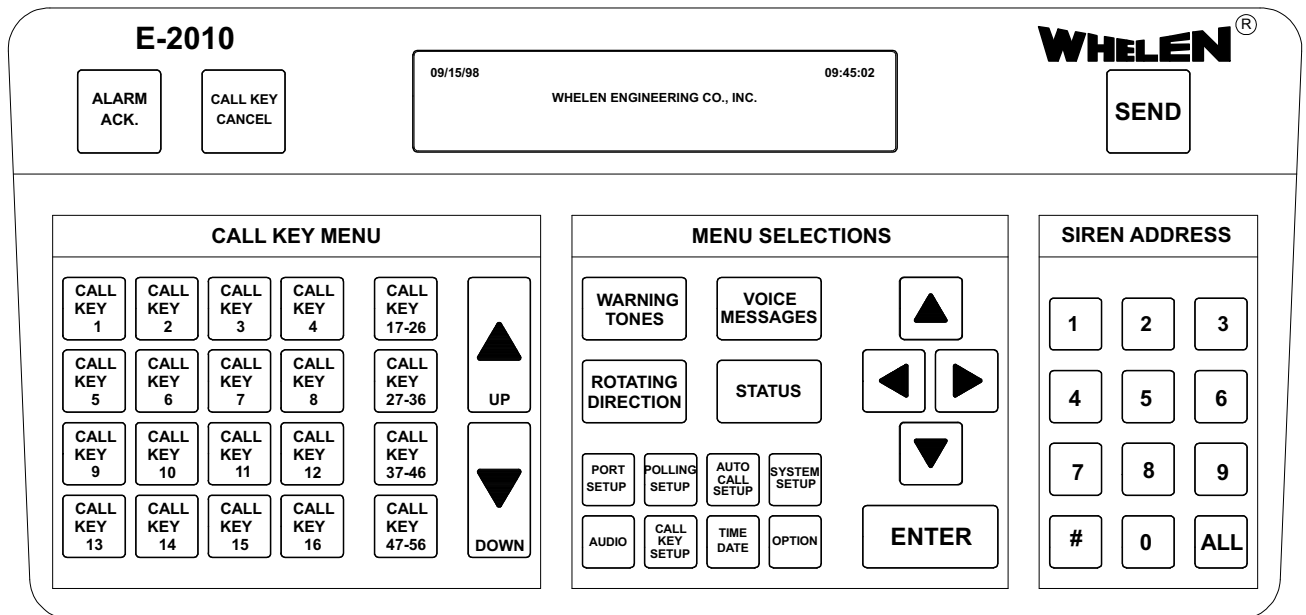 E-2010
WHELEN®
ALARM
ACK.
CALL KEY
CANCEL
09/15/98 09:45:02
WHELEN ENGINEERING CO., INC.
SEND
CALL KEY MENU
CALL
KEY
1
CALL
KEY
2
CALL
KEY
3
CALL
KEY
4
CALL
KEY
17-26
CALL
KEY
5
CALL
KEY
6
CALL
KEY
7
CALL
KEY
8
CALL
KEY
27-36
UP
CALL
KEY
9
CALL
KEY
10
CALL
KEY
11
CALL
KEY
12
CALL
KEY
37-46
CALL
KEY
13
CALL
KEY
14
CALL
KEY
15
CALL
KEY
16
CALL
KEY
47-56
DOWN
MENU SELECTIONS
WARNING
TONES
VOICE
MESSAGES
ROTATING
DIRECTION
STATUS
PORT
SETUP
POLLING
SETUP
AUTO
CALL
SETUP
SYSTEM
SETUP
AUDIO
CALL
KEY
SETUP
TIME
DATE
OPTION
ENTER
SIREN ADDRESS
1
2
3
4
5
6
7
8
9
#
0
ALL